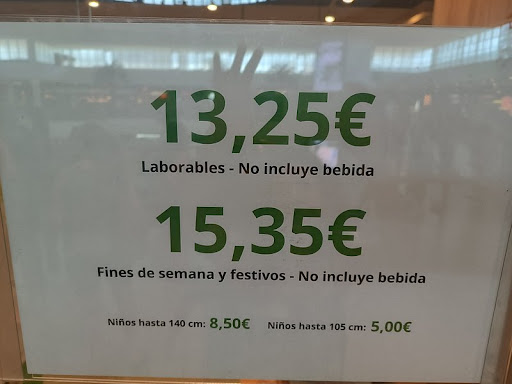 13,25€
Laborables - No incluye bebida
15,35€
Fines de semana y festivos - No incluye bebida
Niños hasta 140 cm: 8,50€ Niños hasta 105 cm: 5,00€